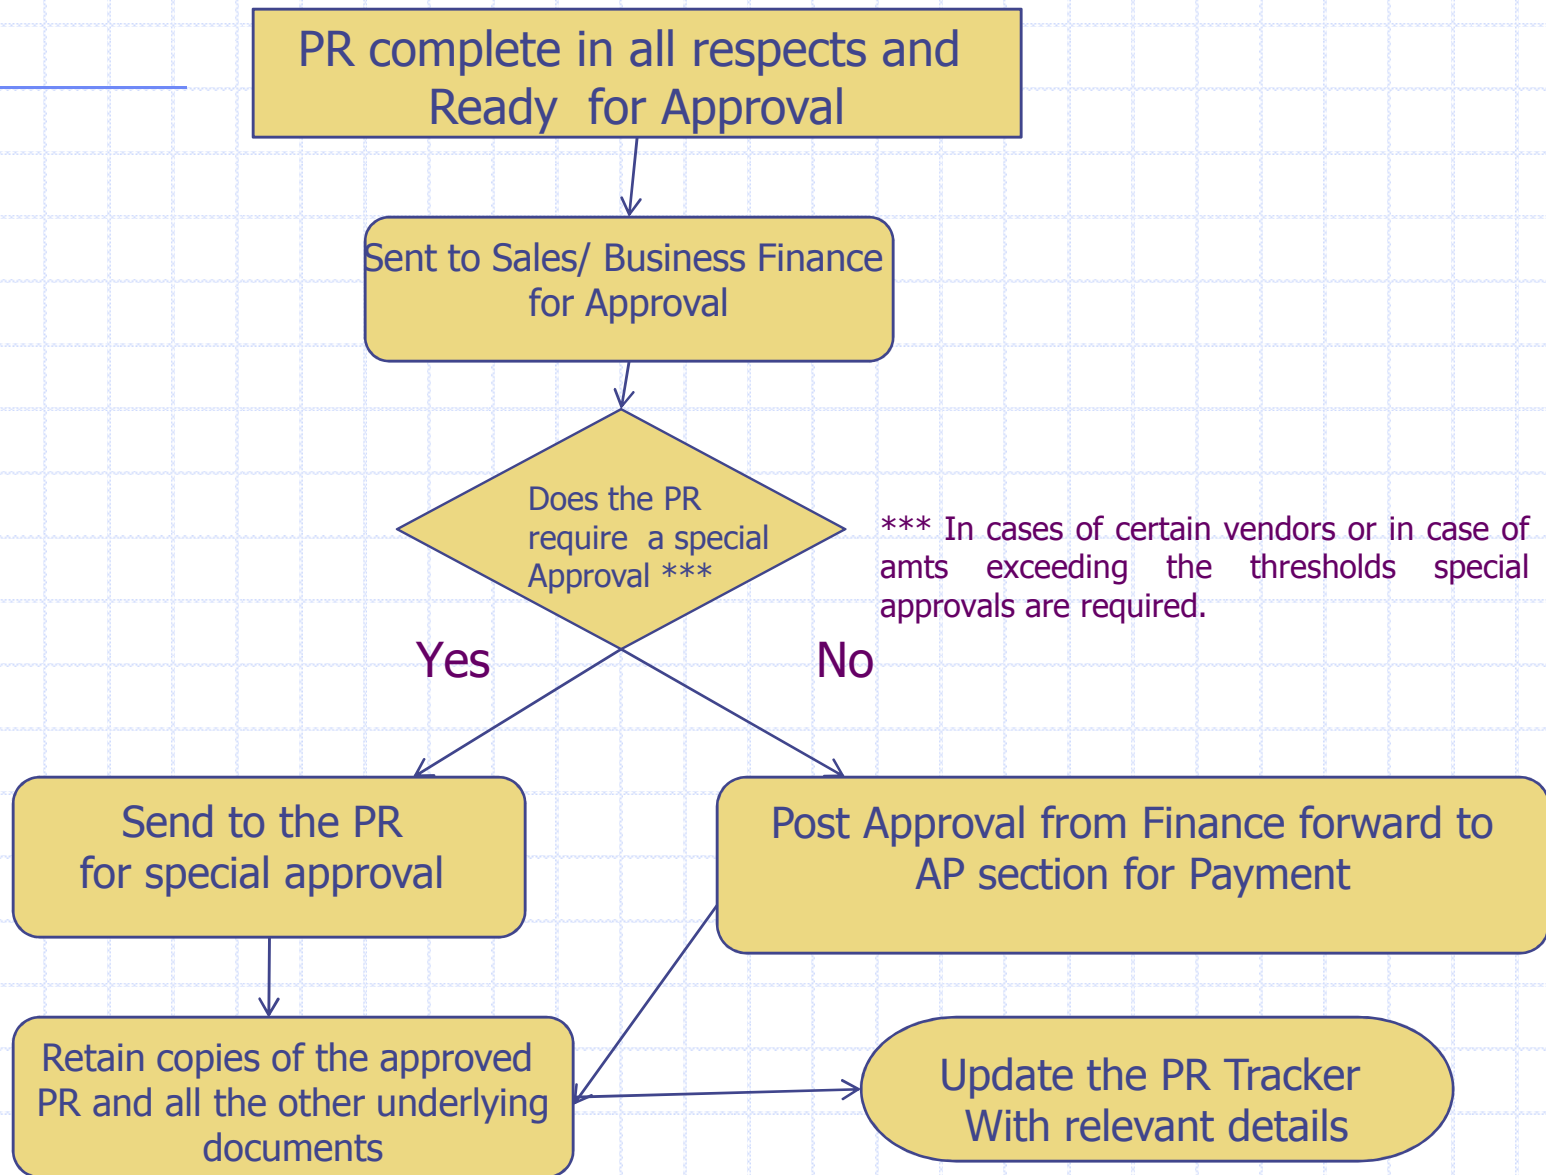 PR complete in all respects and
Ready for Approval
Sent to Sales/ Business Finance
for Approval
Does the PR
require a special
Approval ***
*** In cases of certain vendors or in case of
amts exceeding the thresholds special
approvals are required.
Yes
No
Send to the PR
for special approval
Post Approval from Finance forward to
AP section for Payment
Retain copies of the approved
PR and all the other underlying
documents
Update the PR Tracker
With relevant details